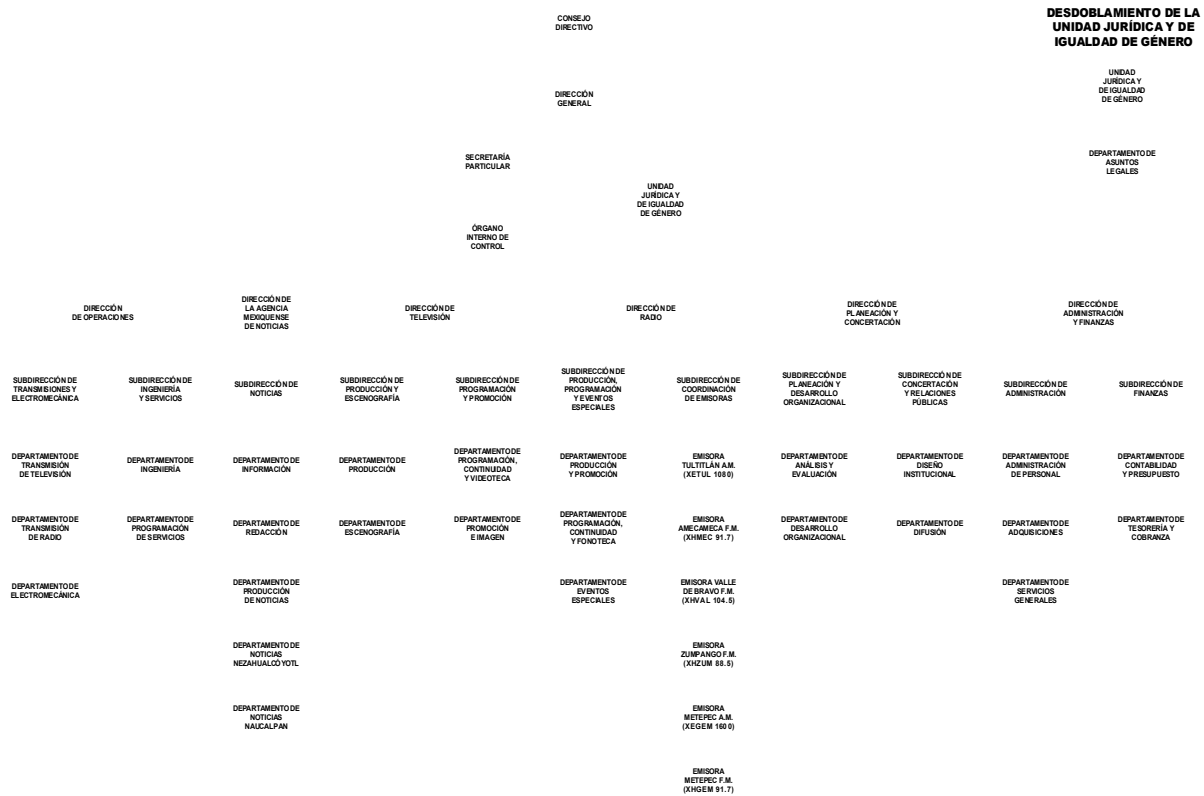 CONSEJO
DIRECTIVO
DESDOBLAMIENTO DE LA
UNIDAD JURÍDICA Y DE
IGUALDAD DE GÉNERO
UNIDAD
JURÍDICA Y
DE IGUALDAD
DE GÉNERO
DIRECCIÓN
GENERAL
DEPARTAMENTO DE
ASUNTOS
LEGALES
SECRETARÍA
PARTICULAR
UNIDAD
JURÍDICA Y
DE IGUALDAD
DE GÉNERO
ÓRGANO
INTERNO DE
CONTROL
DIRECCIÓN
DE OPERACIONES
DIRECCIÓN DE
LA AGENCIA
MEXIQUENSE
DE NOTICIAS
DIRECCIÓN DE
TELEVISIÓN
DIRECCIÓN DE
RADIO
DIRECCIÓN DE
PLANEACIÓN Y
CONCERTACIÓN
DIRECCIÓN DE
ADMINISTRACIÓN
Y FINANZAS
SUBDIRECCIÓN DE
TRANSMISIONES Y
ELECTROMECÁNICA
SUBDIRECCIÓN DE
INGENIERÍA
Y SERVICIOS
SUBDIRECCIÓN DE
NOTICIAS
SUBDIRECCIÓN DE
PRODUCCIÓN Y
ESCENOGRAFÍA
SUBDIRECCIÓN DE
PROGRAMACIÓN
Y PROMOCIÓN
SUBDIRECCIÓN DE
PRODUCCIÓN,
PROGRAMACIÓN
Y EVENTOS
ESPECIALES
SUBDIRECCIÓN DE
COORDINACIÓN
DE EMISORAS
SUBDIRECCIÓN DE
PLANEACIÓN Y
DESARROLLO
ORGANIZACIONAL
SUBDIRECCIÓN DE
CONCERTACIÓN
Y RELACIONES
PÚBLICAS
SUBDIRECCIÓN DE
ADMINISTRACIÓN
SUBDIRECCIÓN DE
FINANZAS
DEPARTAMENTO DE
TRANSMISIÓN
DE TELEVISIÓN
DEPARTAMENTO DE
INGENIERÍA
DEPARTAMENTO DE
INFORMACIÓN
DEPARTAMENTO DE
PRODUCCIÓN
DEPARTAMENTO DE
PROGRAMACIÓN,
CONTINUIDAD
Y VIDEOTECA
DEPARTAMENTO DE
PRODUCCIÓN
Y PROMOCIÓN
EMISORA
TULTITLÁN A.M.
(XETUL 1080)
DEPARTAMENTO DE
ANÁLISIS Y
EVALUACIÓN
DEPARTAMENTO DE
DISEÑO
INSTITUCIONAL
DEPARTAMENTO DE
ADMINISTRACIÓN
DE PERSONAL
DEPARTAMENTO DE
CONTABILIDAD
Y PRESUPUESTO
DEPARTAMENTO DE
TRANSMISIÓN
DE RADIO
DEPARTAMENTO DE
PROGRAMACIÓN
DE SERVICIOS
DEPARTAMENTO DE
REDACCIÓN
DEPARTAMENTO DE
ESCENOGRAFÍA
DEPARTAMENTO DE
PROMOCIÓN
E IMAGEN
DEPARTAMENTO DE
PROGRAMACIÓN,
CONTINUIDAD
Y FONOTECA
EMISORA
AMECAMECA F.M.
(XHMEC 91.7)
DEPARTAMENTO DE
DESARROLLO
ORGANIZACIONAL
DEPARTAMENTO DE
DIFUSIÓN
DEPARTAMENTO DE
ADQUISICIONES
DEPARTAMENTO DE
TESORERÍA Y
COBRANZA
DEPARTAMENTO DE
ELECTROMECÁNICA
DEPARTAMENTO DE
PRODUCCIÓN
DE NOTICIAS
DEPARTAMENTO DE
EVENTOS
ESPECIALES
EMISORA VALLE
DE BRAVO F.M.
(XHVAL 104.5)
DEPARTAMENTO DE
SERVICIOS
GENERALES
DEPARTAMENTO DE
NOTICIAS
NEZAHUALCÓYOTL
EMISORA
ZUMPANGO F.M.
(XHZUM 88.5)
DEPARTAMENTO DE
NOTICIAS
NAUCALPAN
EMISORA
METEPEC A.M.
(XEGEM 1600)
EMISORA
METEPEC F.M.
(XHGEM 91.7)